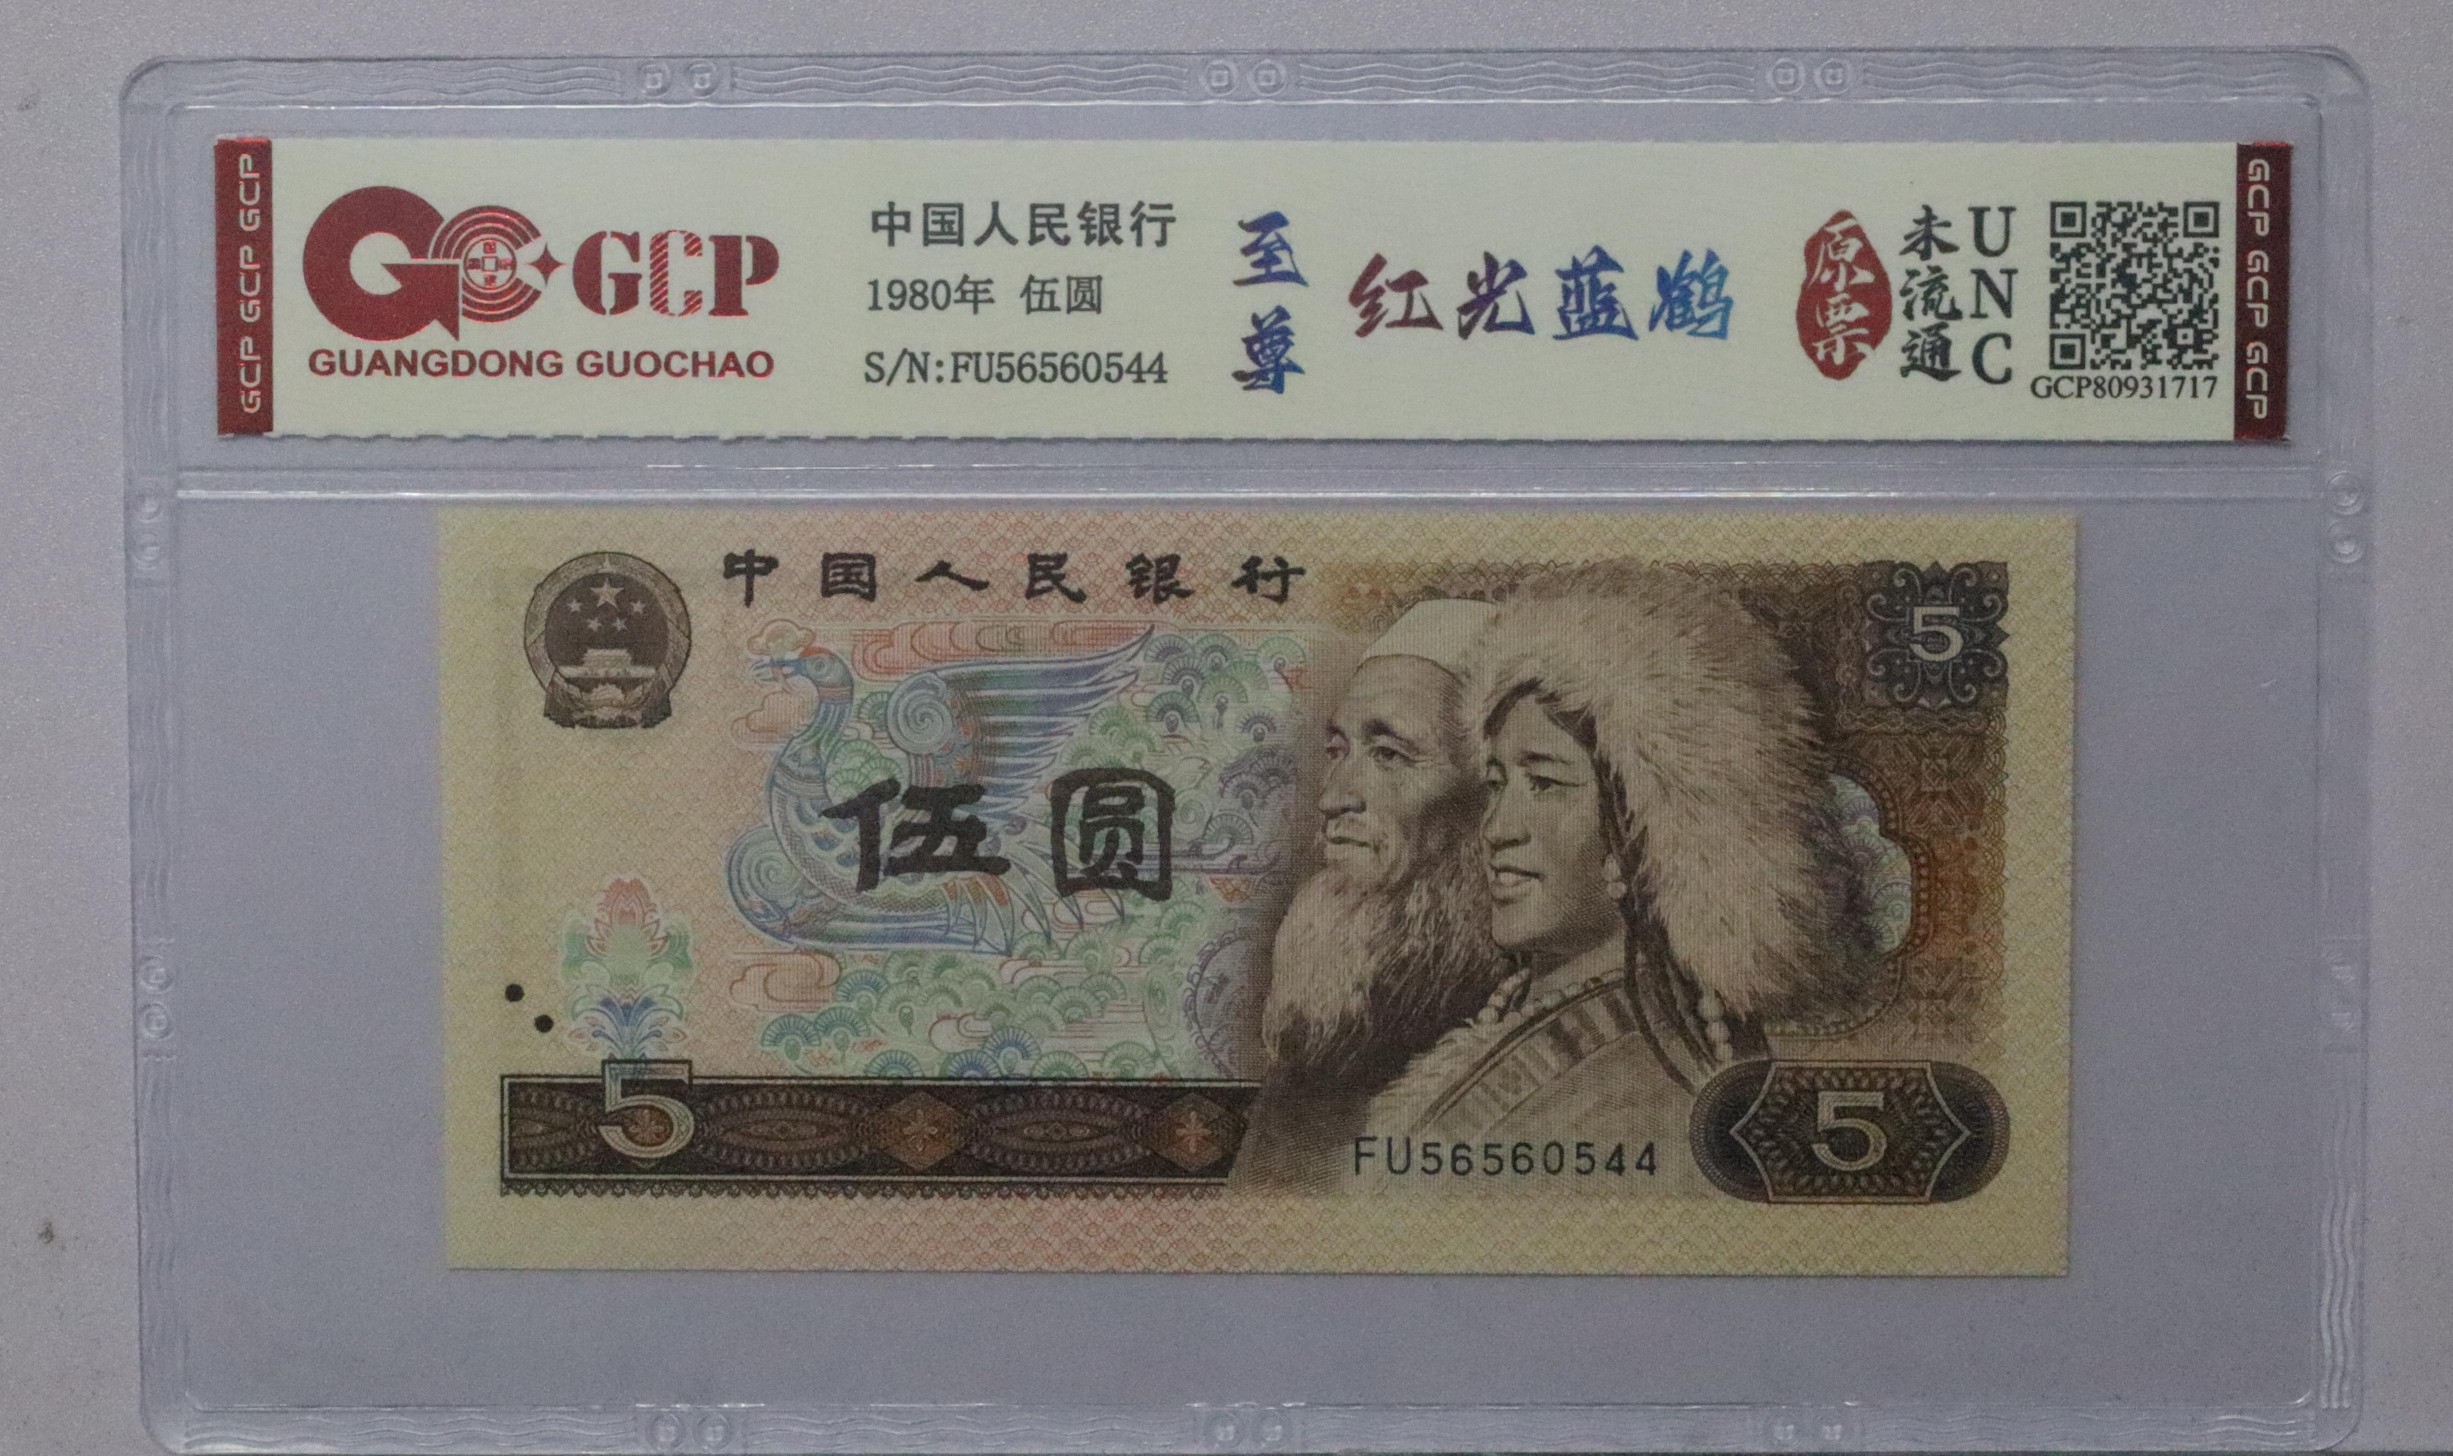 GCP GCP GCP
GCP
GUANGDONG GUOCHAO
中国人民银行
1980年 伍圆
S/N:FU56560544
至尊
红光蓝鹤
原票
未流通
UNC
GCP80931717
GCP GCP GCP
中国人民银行
5
伍圆
5
FU56560544
5